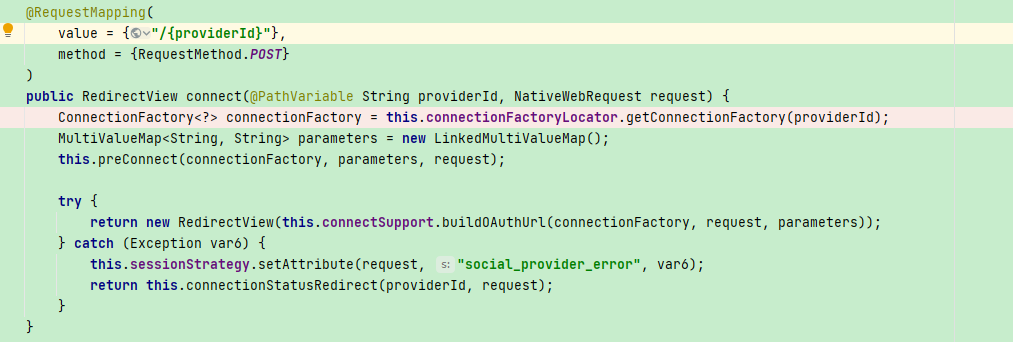 @RequestMapping(
    value = {"/{providerId}"},
    method = {RequestMethod.POST}
)
public RedirectView connect(@PathVariable String providerId, NativeWebRequest request) {
    ConnectionFactory<?> connectionFactory = this.connectionFactoryLocator.getConnectionFactory(providerId);
    MultiValueMap<String, String> parameters = new LinkedMultiValueMap();
    this.preConnect(connectionFactory, parameters, request);

    try {
        return new RedirectView(this.connectSupport.buildOAuthUrl(connectionFactory, request, parameters));
    } catch (Exception var6) {
        this.sessionStrategy.setAttribute(request, s: "social_provider_error", var6);
        return this.connectionStatusRedirect(providerId, request);
    }
}